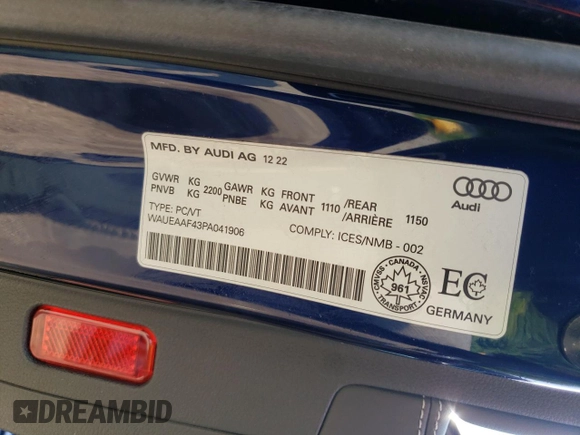 MFD. BY AUDI AG 12 22
GVWR KG 2200 GAWR KG FRONT 1110 /REAR 1150
PNVB KG PNBE KG AVANT /ARRIÈRE
TYPE: PC/VT
WAUEAAF43PA041906
COMPLY: ICES/NMB - 002
Audi
CMVSS - CANADA - NSVAC
961
TRANSPORT
EC
GERMANY
DREAMBID